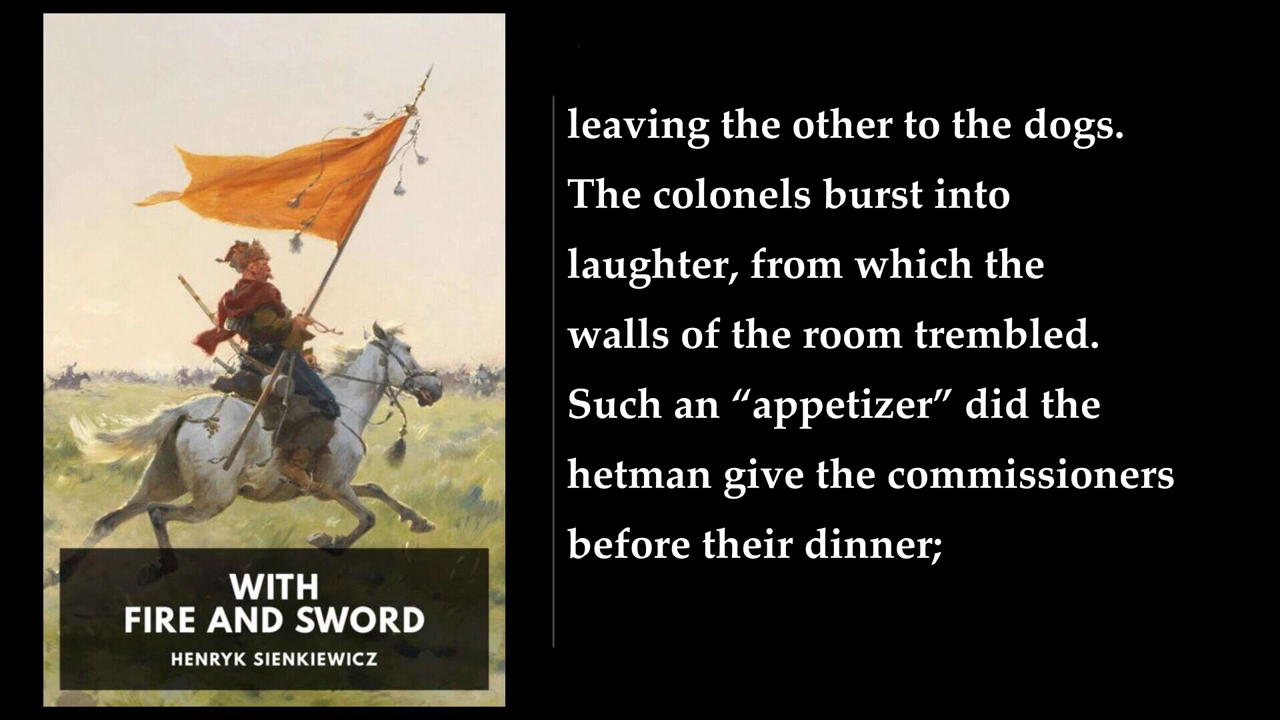 WITH
FIRE AND SWORD
HENRYK SIENKIEWICZ
leaving the other to the dogs.
The colonels burst into
laughter, from which the
walls of the room trembled.
Such an “appetizer” did the
hetman give the commissioners
before their dinner;